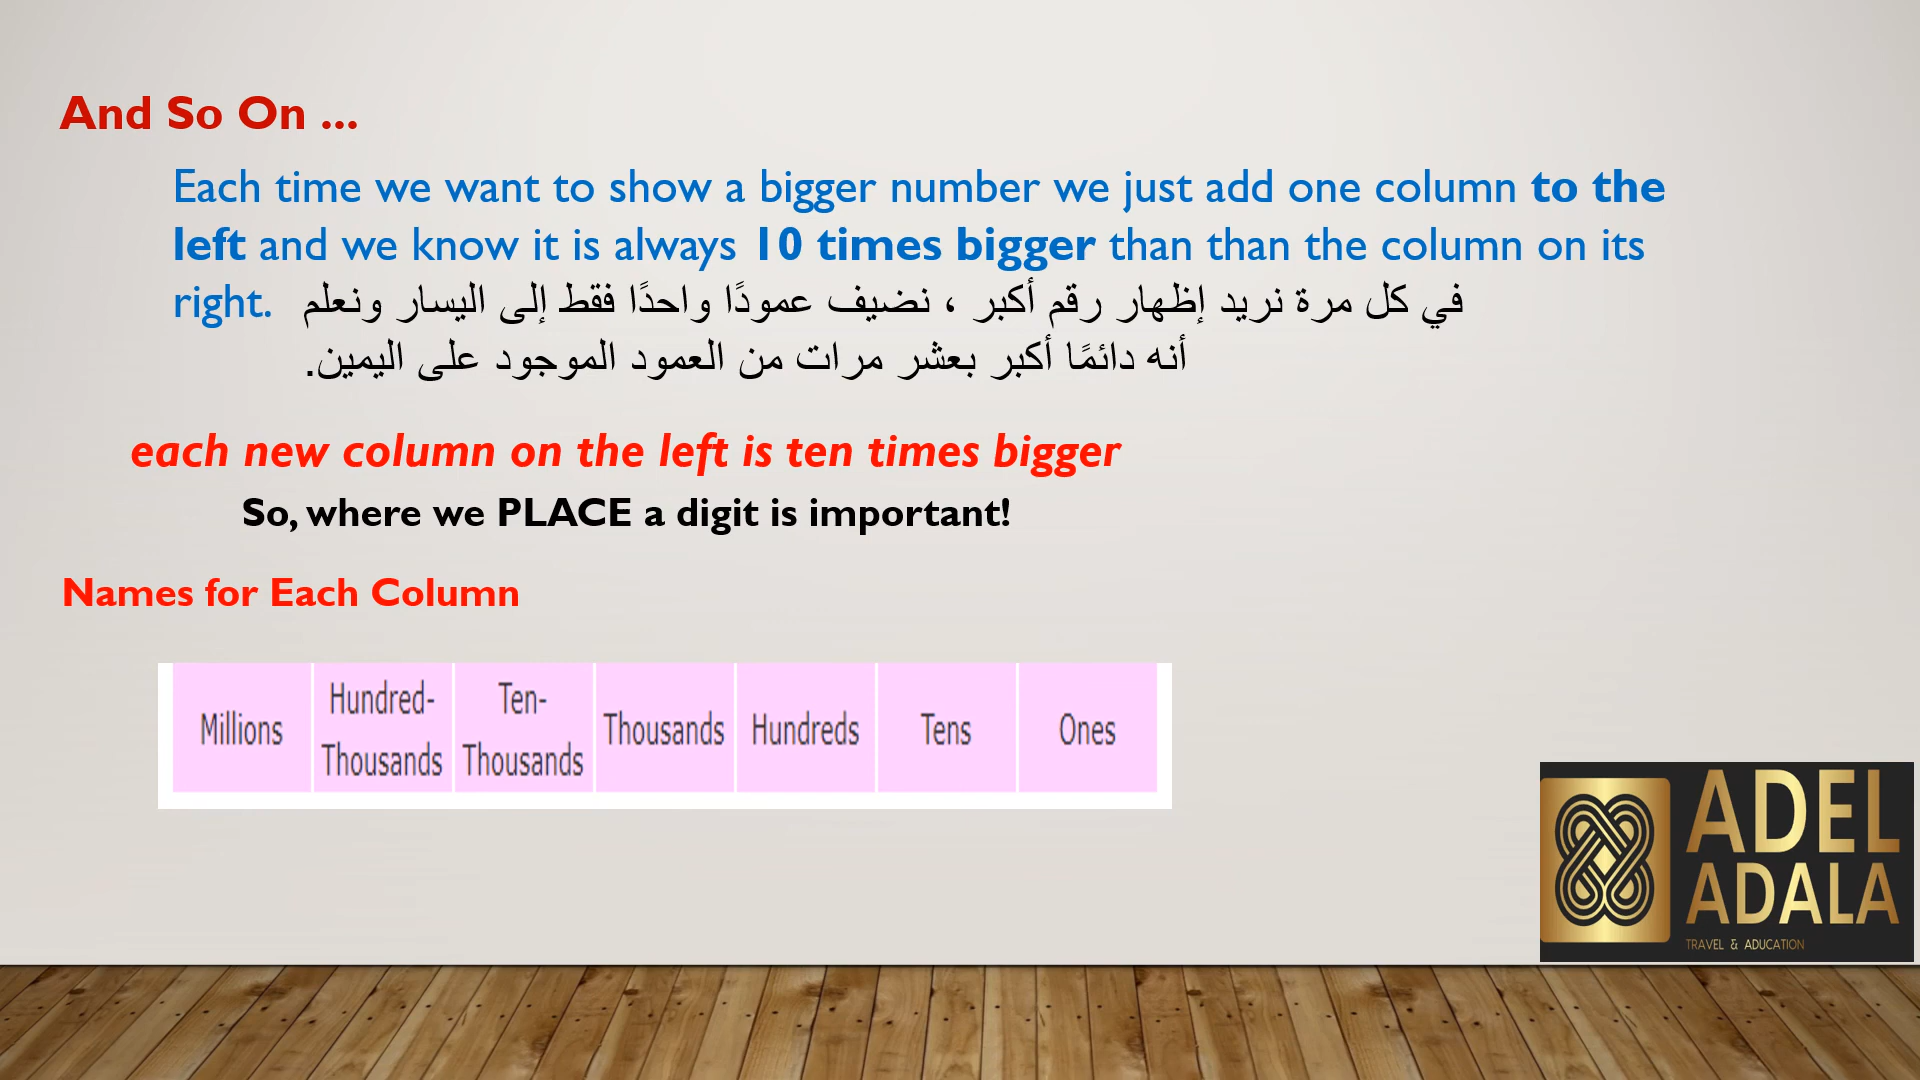 And So On ...
Each time we want to show a bigger number we just add one column to the
left and we know it is always 10 times bigger than than the column on its
right. في كل مرة نريد إظهار رقم أكبر ، نضيف عمودًا واحدًا فقط إلى اليسار ونعلم
أنه دائمًا أكبر بعشر مرات من العمود الموجود على اليمين.
each new column on the left is ten times bigger
So, where we PLACE a digit is important!
Names for Each Column
Millions Hundred- Ten- Thousands Hundreds Tens Ones
Thousands Thousands
ADEL
ADALA
TRAVEL & ADUCATION